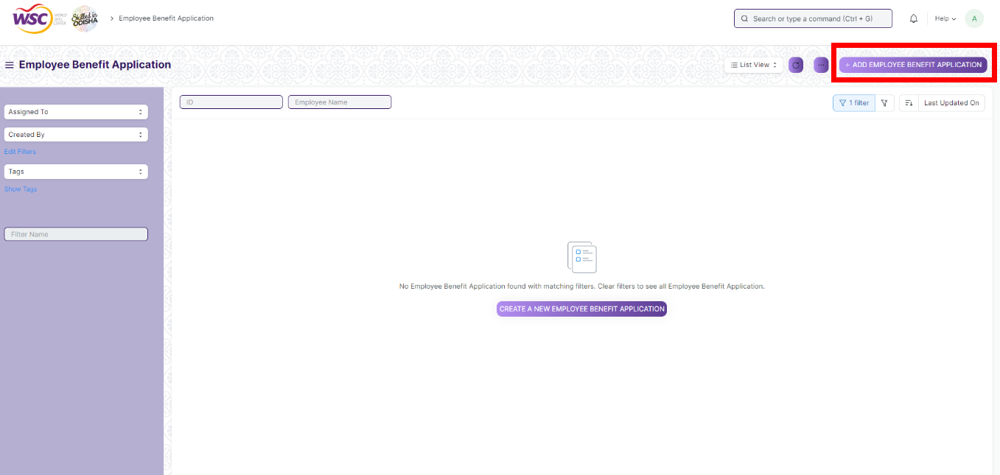 WSC WORLD SKILL CENTER
Skilled in ODISHA
Employee Benefit Application
Search or type a command (Ctrl + G)
Help
A
Employee Benefit Application
List View
+ ADD EMPLOYEE BENEFIT APPLICATION
Assigned To
Created By
Edit Filters
Tags
Show Tags
Filter Name
ID
Employee Name
1 filter
Last Updated On
No Employee Benefit Application found with matching filters. Clear filters to see all Employee Benefit Application.
CREATE A NEW EMPLOYEE BENEFIT APPLICATION